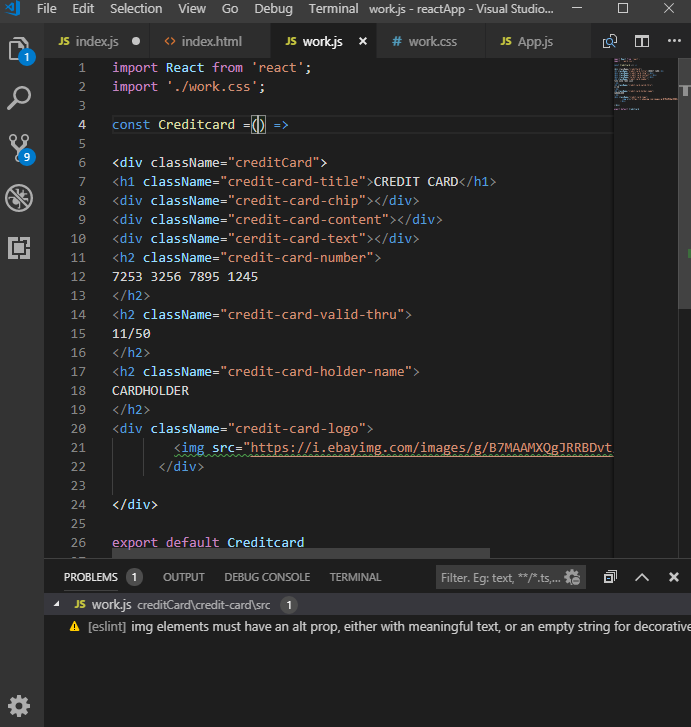 File Edit Selection View Go Debug Terminal work.js - reactApp - Visual Studio...
JS index.js <> index.html JS work.js # work.css JS App.js
1
9
1 import React from 'react';
2 import './work.css';
3
4 const Creditcard =() =>
5
6 <div className="creditCard">
7 <h1 className="credit-card-title">CREDIT CARD</h1>
8 <div className="credit-card-chip"></div>
9 <div className="credit-card-content"></div>
10 <div className="cerdit-card-text"></div>
11 <h2 className="credit-card-number">
12 7253 3256 7895 1245
13 </h2>
14 <h2 className="credit-card-valid-thru">
15 11/50
16 </h2>
17 <h2 className="credit-card-holder-name">
18 CARDHOLDER
19 </h2>
20 <div className="credit-card-logo">
21 <img src="https://i.ebayimg.com/images/g/B7MAAMXQgJRRBDvt
22 </div>
23
24 </div>
25
26 export default Creditcard
PROBLEMS 1 OUTPUT DEBUG CONSOLE TERMINAL Filter. Eg: text, **/*.ts,...
JS work.js creditCard\credit-card\src 1
[eslint] img elements must have an alt prop, either with meaningful text, or an empty string for decorative